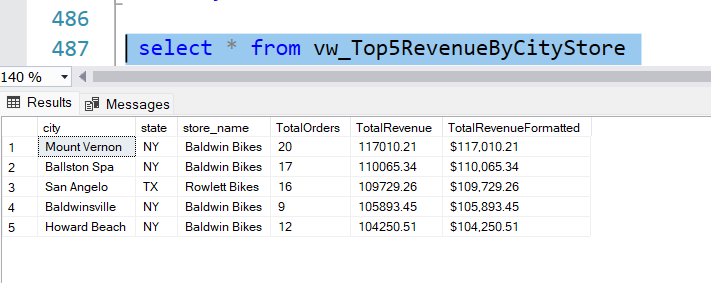 486
487 select * from vw_Top5RevenueByCityStore
140 %
Results Messages
city state store_name TotalOrders TotalRevenue TotalRevenueFormatted
1 Mount Vernon NY Baldwin Bikes 20 117010.21 $117,010.21
2 Ballston Spa NY Baldwin Bikes 17 110065.34 $110,065.34
3 San Angelo TX Rowlett Bikes 16 109729.26 $109,729.26
4 Baldwinsville NY Baldwin Bikes 9 105893.45 $105,893.45
5 Howard Beach NY Baldwin Bikes 12 104250.51 $104,250.51